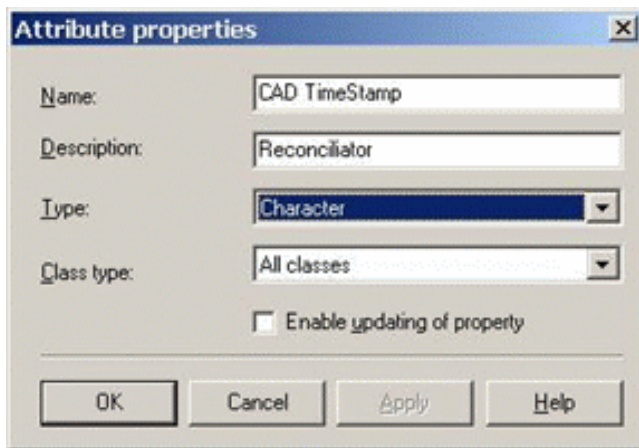 Attribute properties
Name: CAD TimeStamp
Description: Reconciliator
Type: Character
Class type: All classes
Enable updating of property
OK Cancel Apply Help